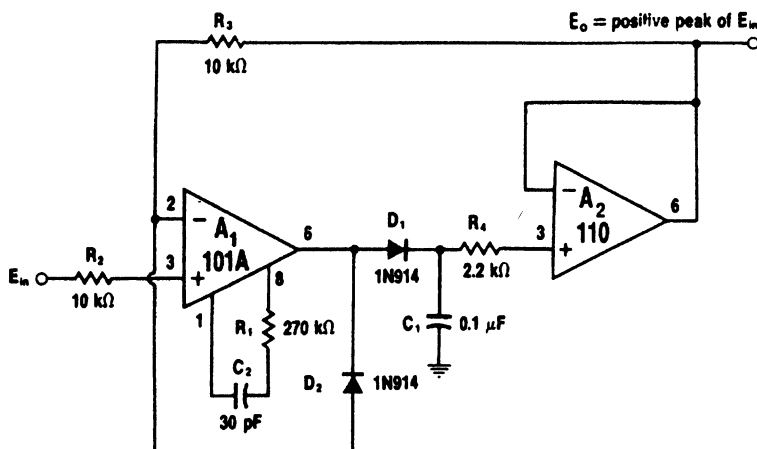 R3
10 kΩ
Eo = positive peak of Ein
2
−
A1
101A
3
+
6
8
1
R2
10 kΩ
Ein
R1
270 kΩ
C2
30 pF
D1
1N914
D2
1N914
R4
2.2 kΩ
C1
0.1 μF
−
A2
110
3
+
6